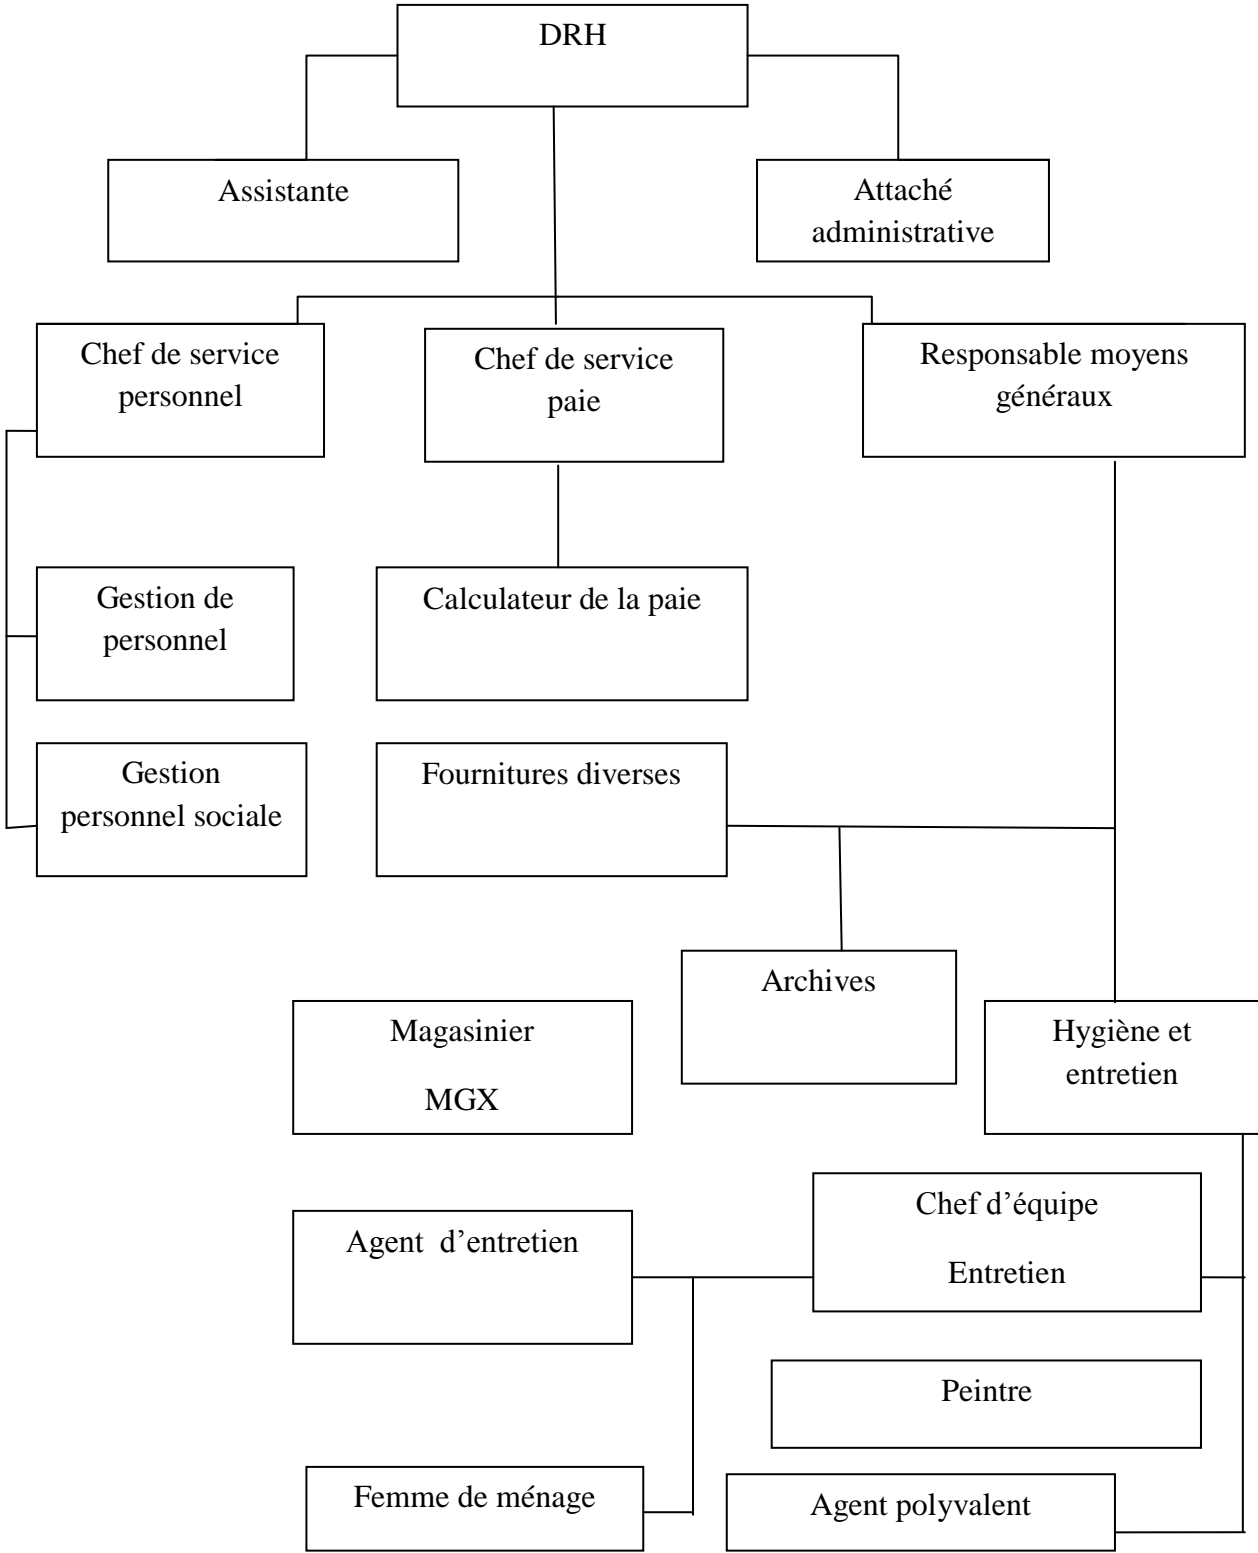 DRH
Assistante
Attaché
administrative
Chef de service
personnel
Chef de service
paie
Responsable moyens
généraux
Gestion de
personnel
Calculateur de la paie
Gestion
personnel sociale
Fournitures diverses
Archives
Magasinier
MGX
Hygiène et
entretien
Chef d’équipe
Entretien
Agent d’entretien
Peintre
Femme de ménage
Agent polyvalent